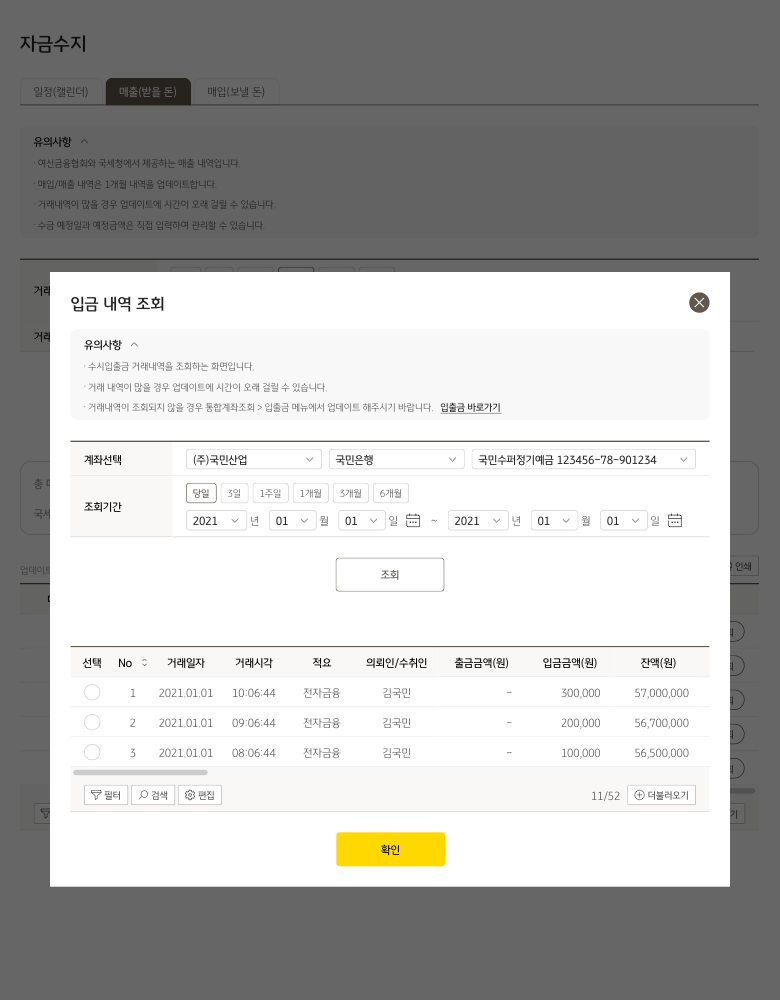 자금수지
일정(캘린더) 매출(받을 돈) 매입(보낼 돈)
유의사항
· 여신금융협회와 국세청에서 제공하는 매출 내역입니다.
· 매입/매출 내역은 1개월 내역을 업데이트합니다.
· 거래내역이 많을 경우 업데이트에 시간이 오래 걸릴 수 있습니다.
· 수금 예정일과 예정금액은 직접 입력하여 관리할 수 있습니다.
거래
거래
총
국세
업데이트
인쇄
입금 내역 조회
유의사항
· 수시입출금 거래내역을 조회하는 화면입니다.
· 거래 내역이 많을 경우 업데이트에 시간이 오래 걸릴 수 있습니다.
· 거래내역이 조회되지 않을 경우 통합계좌조회 > 입출금 메뉴에서 업데이트 해주시기 바랍니다. 입출금 바로가기
계좌선택 (주)국민산업 국민은행 국민수퍼정기예금 123456-78-901234
조회기간 당일 3일 1주일 1개월 3개월 6개월
2021 년 01 월 01 일 ~ 2021 년 01 월 01 일
조회
선택 No 거래일자 거래시각 적요 의뢰인/수취인 출금금액(원) 입금금액(원) 잔액(원)
1 2021.01.01 10:06:44 전자금융 김국민 - 300,000 57,000,000
2 2021.01.01 09:06:44 전자금융 김국민 - 200,000 56,700,000
3 2021.01.01 08:06:44 전자금융 김국민 - 100,000 56,500,000
필터 검색 편집 11/52 더불러오기
확인